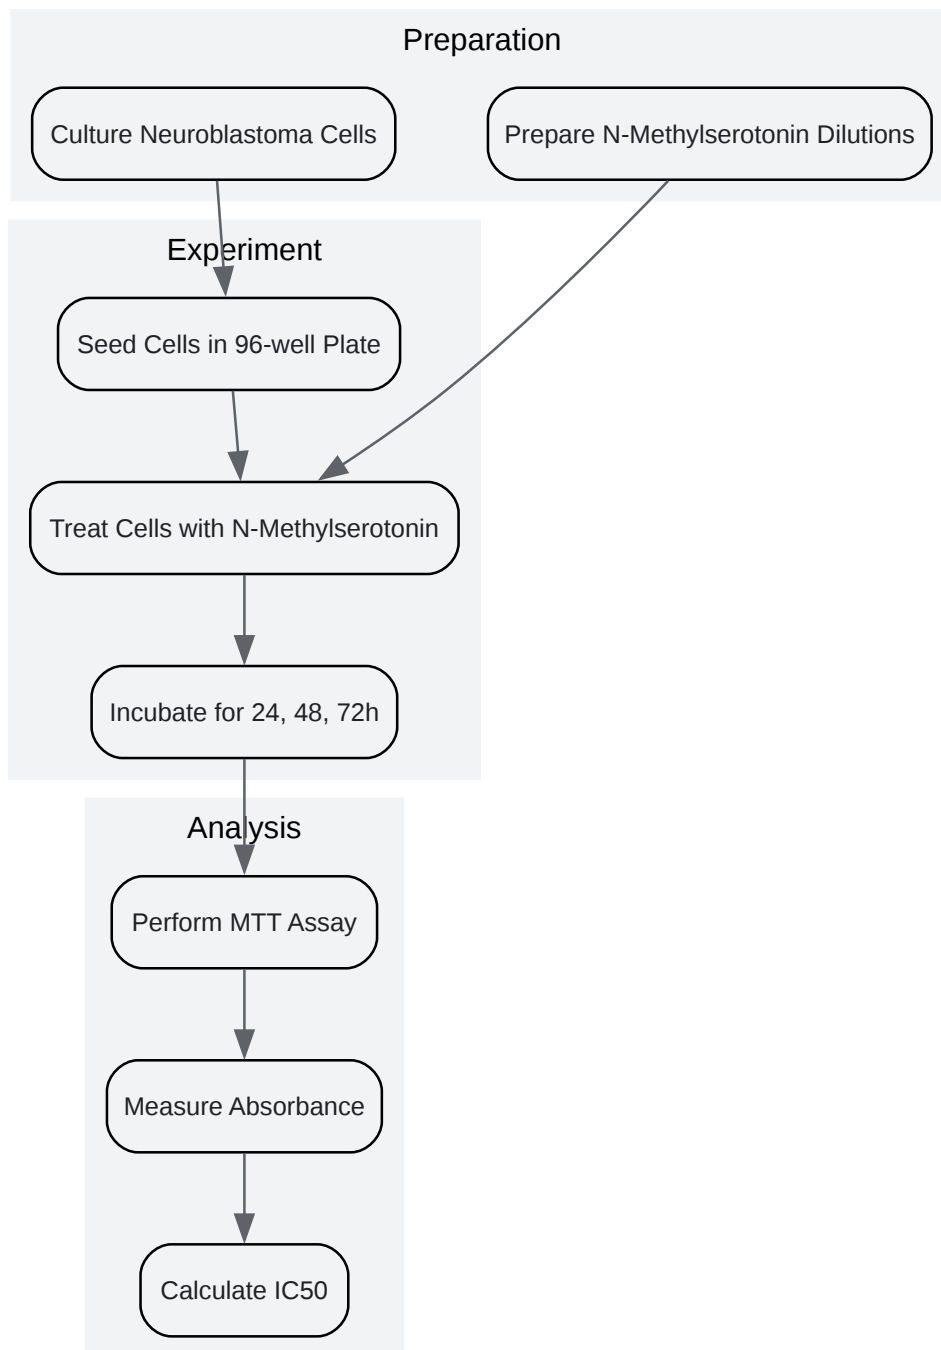 Preparation
Culture Neuroblastoma Cells
Prepare N-Methylserotonin Dilutions
Experiment
Seed Cells in 96-well Plate
Treat Cells with N-Methylserotonin
Incubate for 24, 48, 72h
Analysis
Perform MTT Assay
Measure Absorbance
Calculate IC50